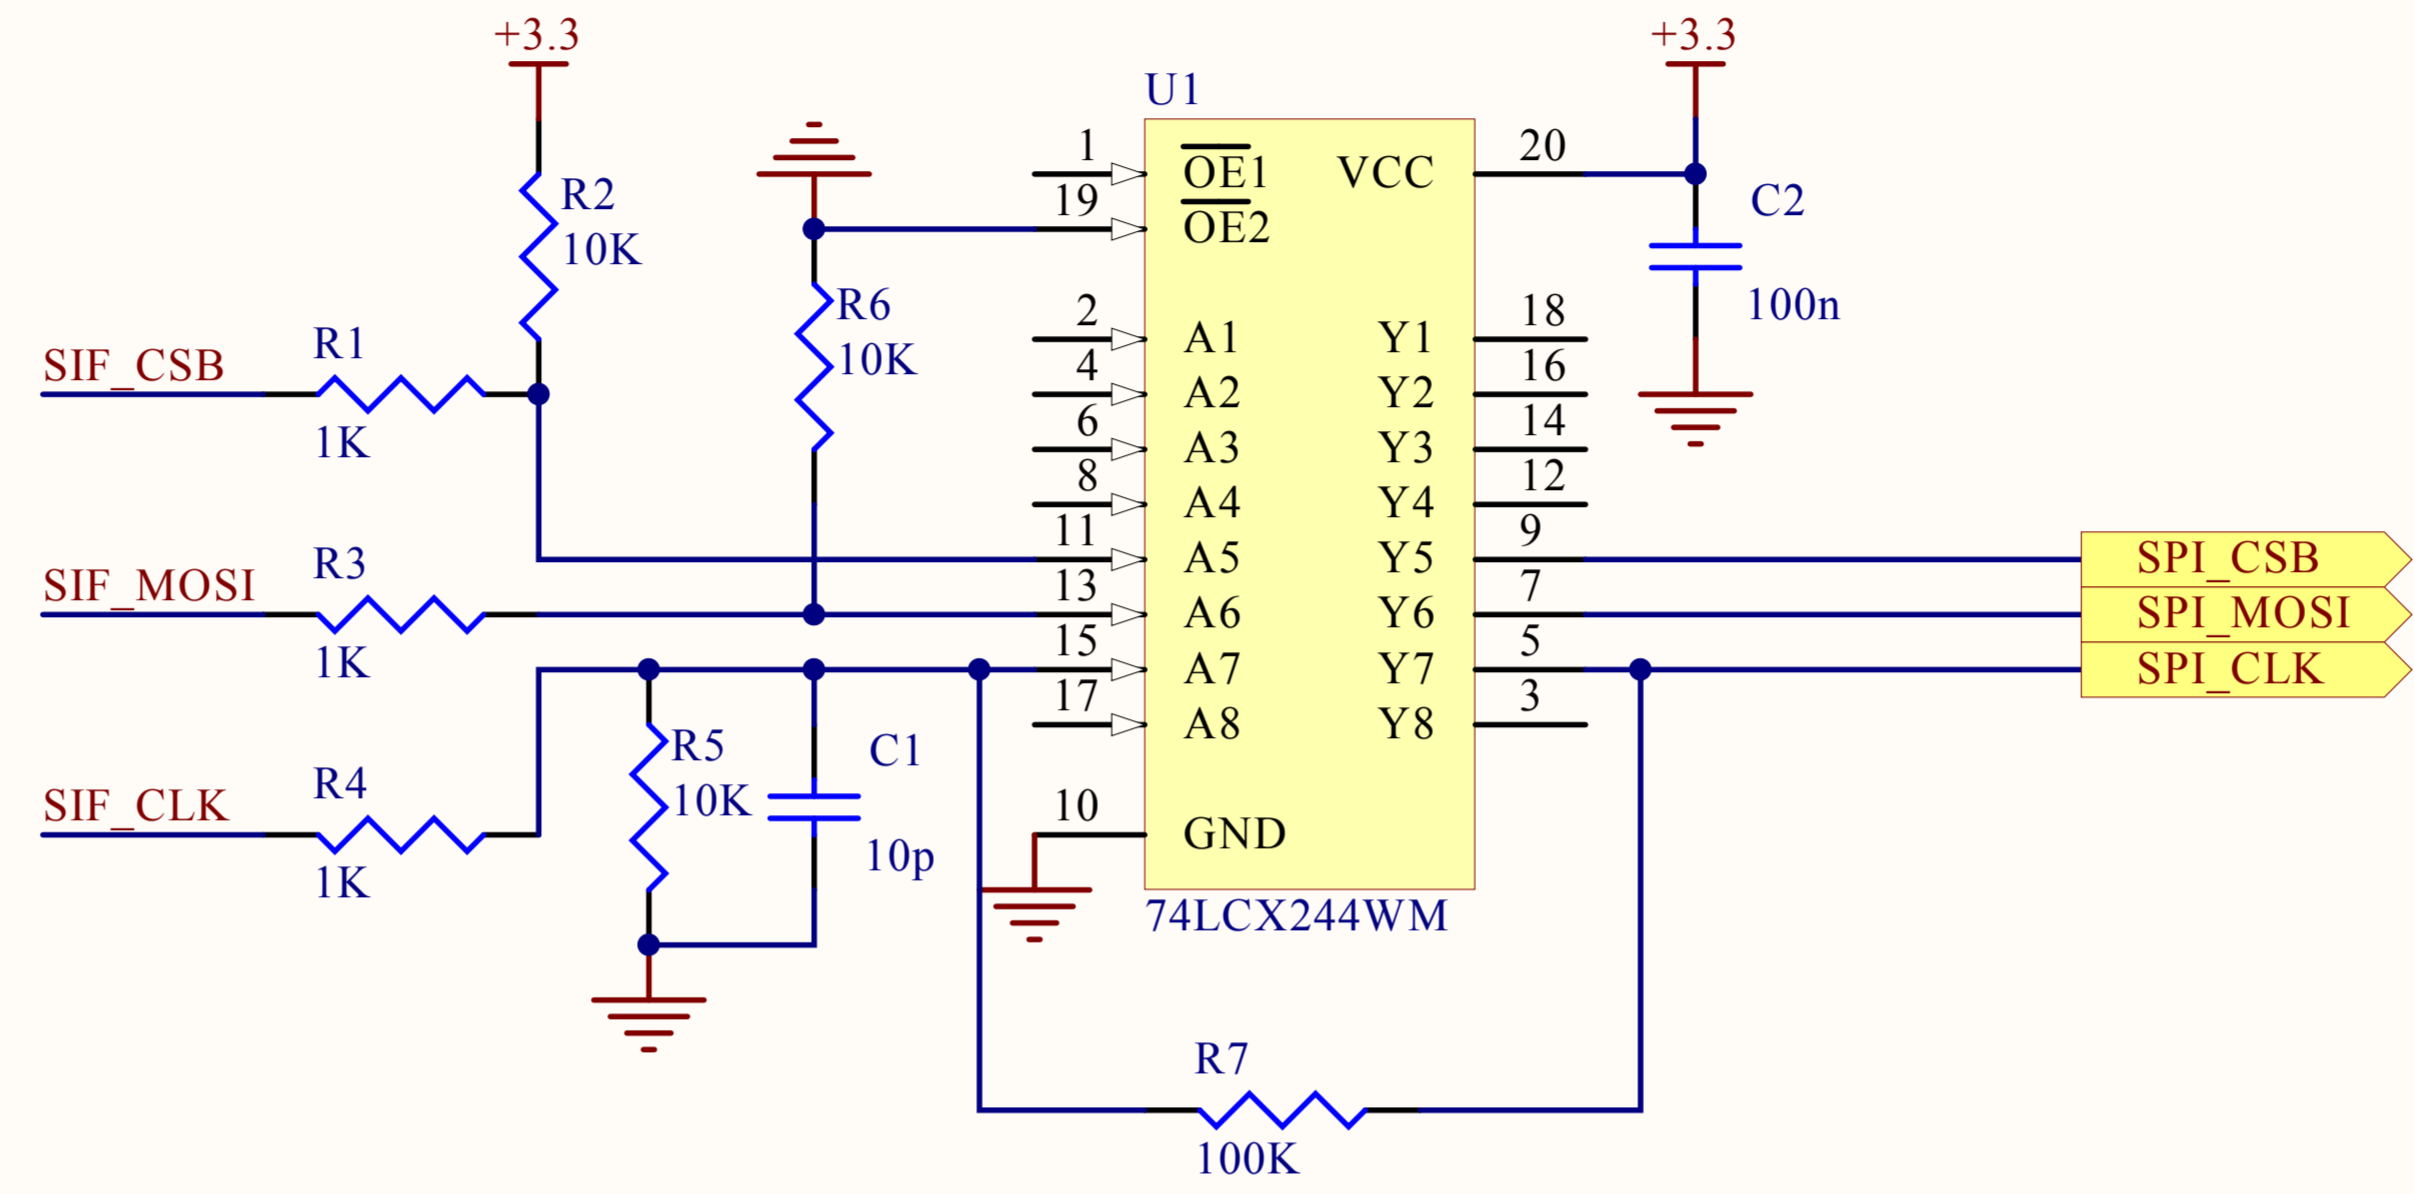 +3.3
+3.3
U1
1
OE1
VCC
20
19
OE2
R2
10K
C2
100n
R6
10K
2
A1
Y1
18
4
A2
Y2
16
6
A3
Y3
14
8
A4
Y4
12
SIF_CSB
R1
1K
11
A5
Y5
9
SPI_CSB
SIF_MOSI
R3
1K
13
A6
Y6
7
SPI_MOSI
15
A7
Y7
5
SPI_CLK
17
A8
Y8
3
R5
10K
C1
10p
SIF_CLK
R4
1K
10
GND
74LCX244WM
R7
100K